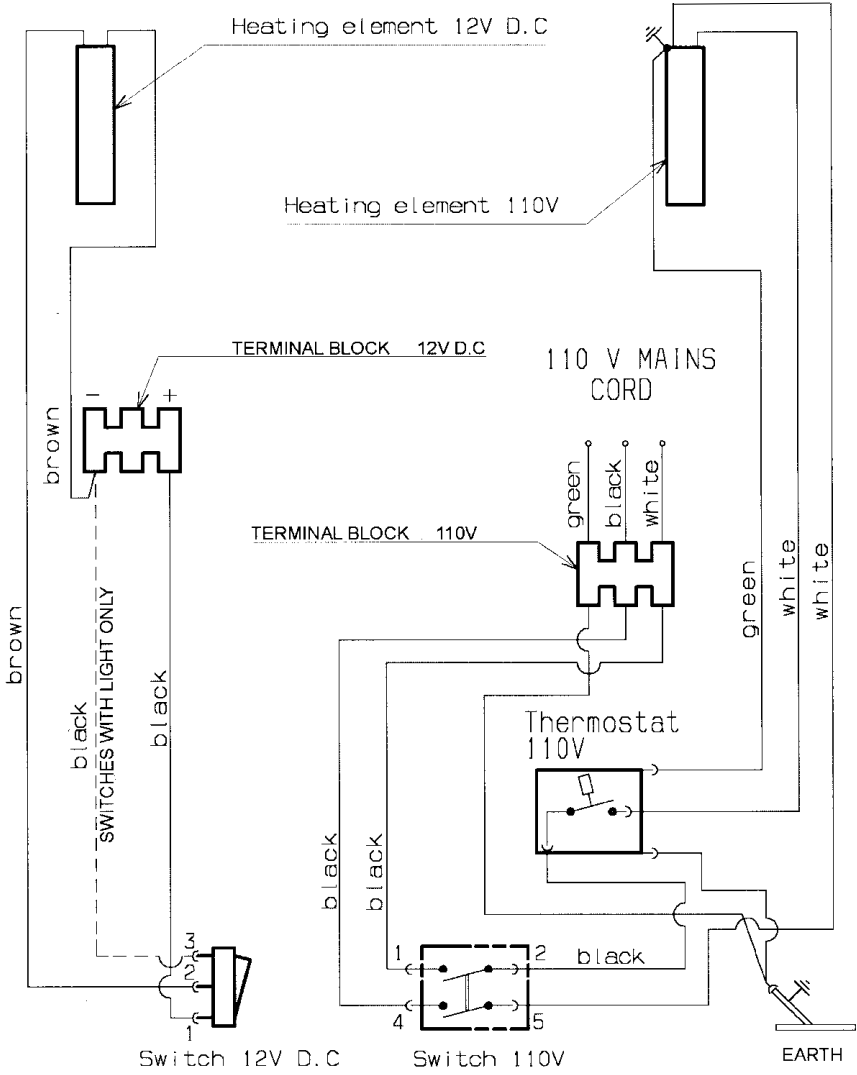 Heating element 12V D.C
Heating element 110V
TERMINAL BLOCK 12V D.C
- +
110 V MAINS
CORD
brown
green
black
white
TERMINAL BLOCK 110V
green
white
white
brown
black
SWITCHES WITH LIGHT ONLY
black
Thermostat
110V
black
black
3
2
1
1
2
black
4
5
Switch 12V D.C
Switch 110V
EARTH